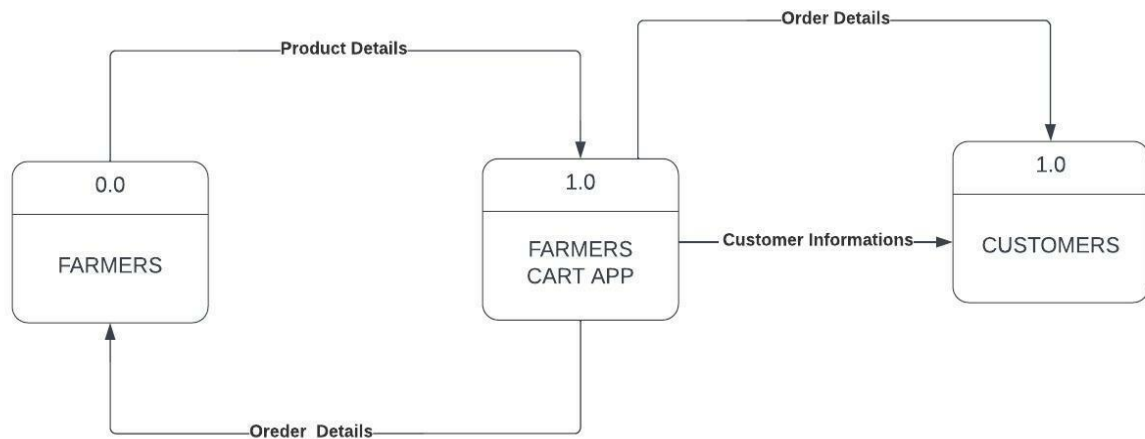 Order Details
Product Details
0.0
FARMERS
1.0
FARMERS
CART APP
Customer Informations
1.0
CUSTOMERS
Oreder Details